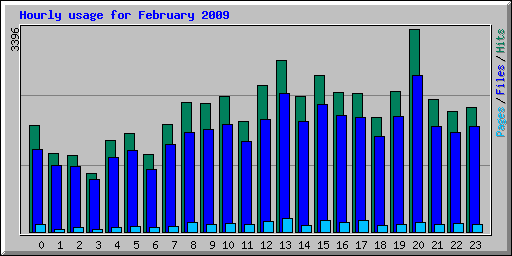 Hourly usage for February 2009
3396
Pages / Files / Hits
0 1 2 3 4 5 6 7 8 9 10 11 12 13 14 15 16 17 18 19 20 21 22 23